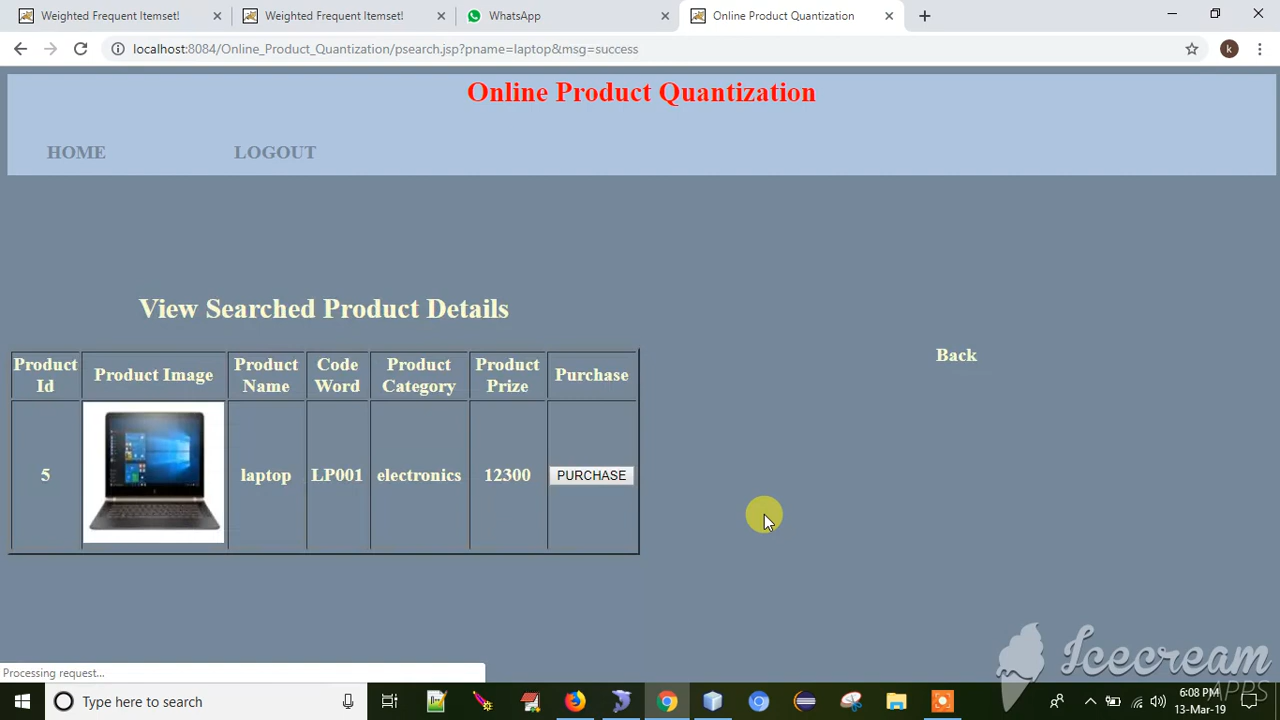 Weighted Frequent Itemset!
Weighted Frequent Itemset!
WhatsApp
Online Product Quantization
localhost:8084/Online_Product_Quantization/psearch.jsp?pname=laptop&msg=success
k
Online Product Quantization
HOME
LOGOUT
View Searched Product Details
Back
Product Id
Product Image
Product Name
Code Word
Product Category
Product Prize
Purchase
5
laptop
LP001
electronics
12300
PURCHASE
Processing request...
Icecream
APPS
Type here to search
6:08 PM
13-Mar-19